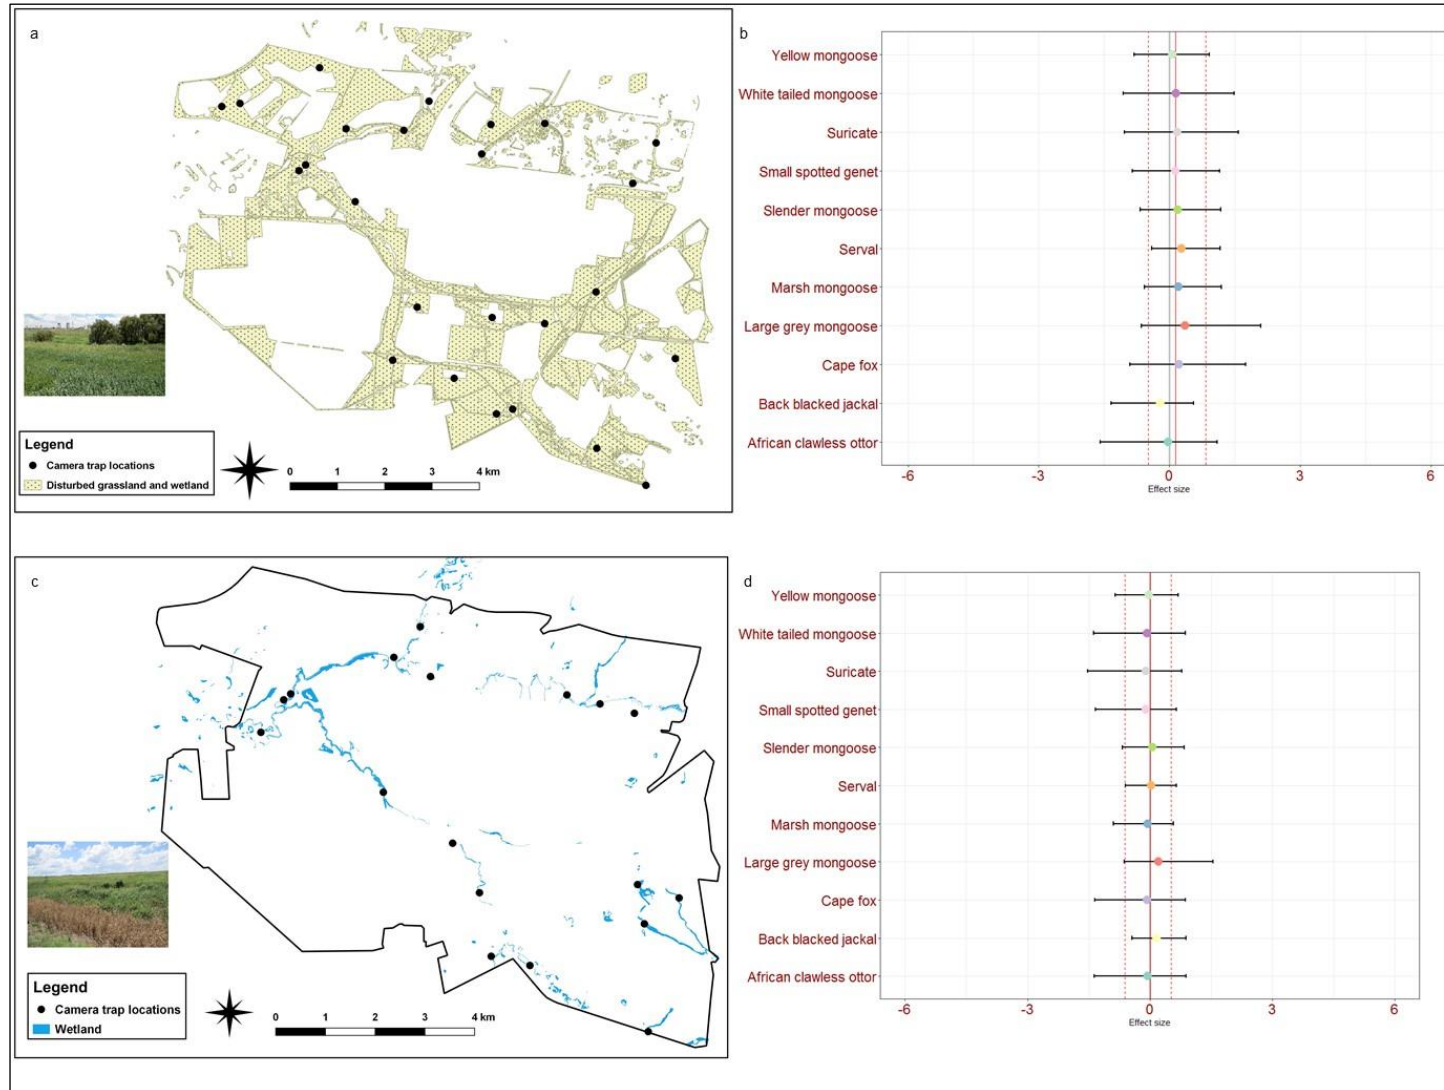 a
Legend
Camera trap locations
Disturbed grassland and wetland
0 1 2 3 4 km
b
Yellow mongoose
White tailed mongoose
Suricate
Small spotted genet
Slender mongoose
Serval
Marsh mongoose
Large grey mongoose
Cape fox
Back blacked jackal
African clawless ottor
-6 -3 0 3 6
Effect size
c
Legend
Camera trap locations
Wetland
0 1 2 3 4 km
d
Yellow mongoose
White tailed mongoose
Suricate
Small spotted genet
Slender mongoose
Serval
Marsh mongoose
Large grey mongoose
Cape fox
Back blacked jackal
African clawless ottor
-6 -3 0 3 6
Effect size